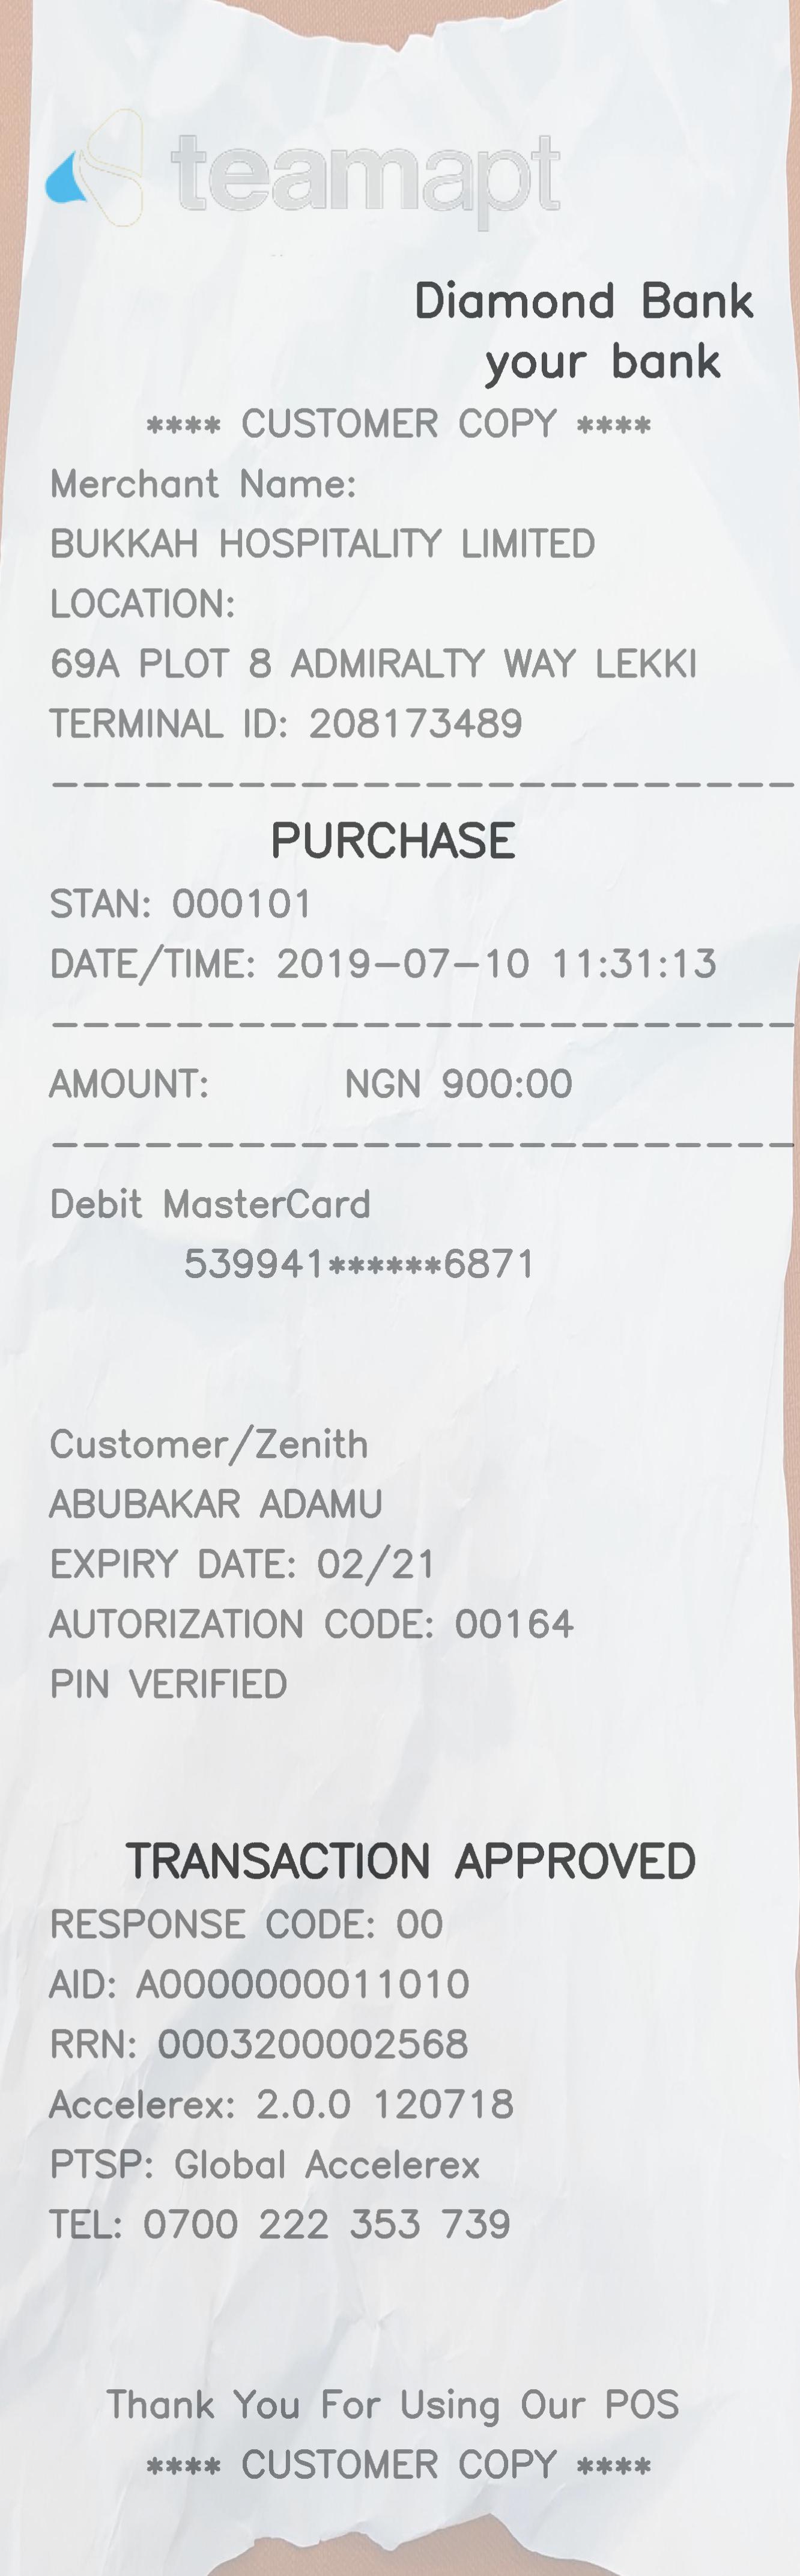 teamapt
Diamond Bank
your bank
**** CUSTOMER COPY ****
Merchant Name:
BUKKAH HOSPITALITY LIMITED
LOCATION:
69A PLOT 8 ADMIRALTY WAY LEKKI
TERMINAL ID: 208173489
------------------------
PURCHASE
STAN: 000101
DATE/TIME: 2019-07-10 11:31:13
------------------------
AMOUNT: NGN 900:00
------------------------
Debit MasterCard
539941******6871
Customer/Zenith
ABUBAKAR ADAMU
EXPIRY DATE: 02/21
AUTORIZATION CODE: 00164
PIN VERIFIED
TRANSACTION APPROVED
RESPONSE CODE: 00
AID: A0000000011010
RRN: 0003200002568
Accelerex: 2.0.0 120718
PTSP: Global Accelerex
TEL: 0700 222 353 739
Thank You For Using Our POS
**** CUSTOMER COPY ****